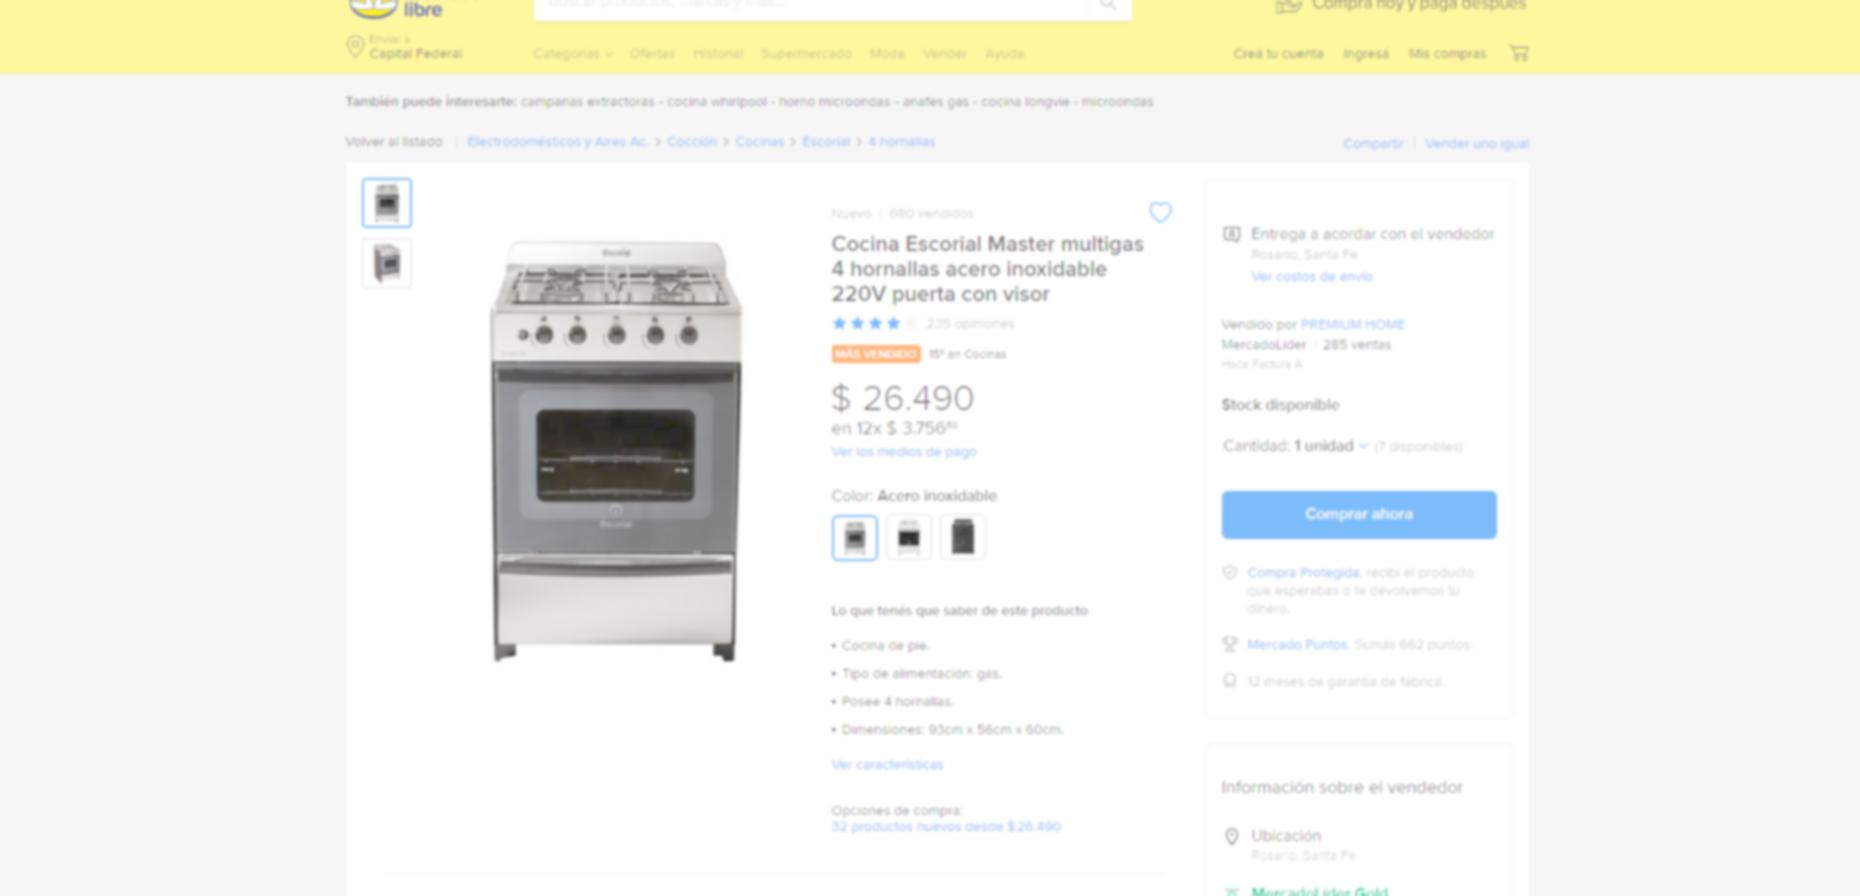 libre
Buscar productos, marcas y más...
Compra hoy y paga después
Enviar a
Capital Federal
Categorías Ofertas Historial Supermercado Moda Vender Ayuda
Creá tu cuenta Ingresá Mis compras
También puede interesarte: campanas extractoras - cocina whirlpool - horno microondas - anafes gas - cocina longvie - microondas
Volver al listado | Electrodomésticos y Aires Ac. > Cocción > Cocinas > Escorial > 4 hornallas
Compartir | Vender uno igual
Escorial
Escorial
Nuevo | 680 vendidos
Cocina Escorial Master multigas
4 hornallas acero inoxidable
220V puerta con visor
235 opiniones
MÁS VENDIDO 15º en Cocinas
$ 26.490
en 12x $ 3.756
Ver los medios de pago
Color: Acero inoxidable
Lo que tenés que saber de este producto
• Cocina de pie.
• Tipo de alimentación: gas.
• Posee 4 hornallas.
• Dimensiones: 93cm x 56cm x 60cm.
Ver características
Opciones de compra:
32 productos nuevos desde $ 26.490
Entrega a acordar con el vendedor
Rosario, Santa Fe
Ver costos de envío
Vendido por PREMIUM HOME
MercadoLíder | 285 ventas
Hace Factura A
Stock disponible
Cantidad: 1 unidad (7 disponibles)
Comprar ahora
Compra Protegida, recibí el producto
que esperabas o te devolvemos tu
dinero.
Mercado Puntos. Sumás 662 puntos.
12 meses de garantía de fábrica.
Información sobre el vendedor
Ubicación
Rosario, Santa Fe
MercadoLíder Gold